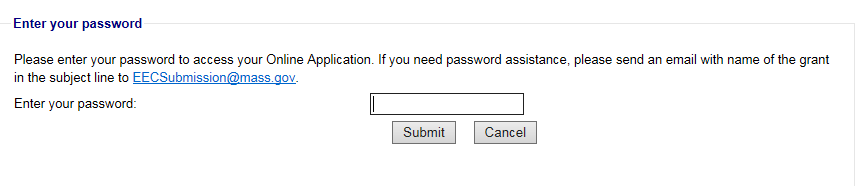 Enter your password
Please enter your password to access your Online Application. If you need password assistance, please send an email with name of the grant
in the subject line to EECSubmission@mass.gov.
Enter your password:
Submit Cancel